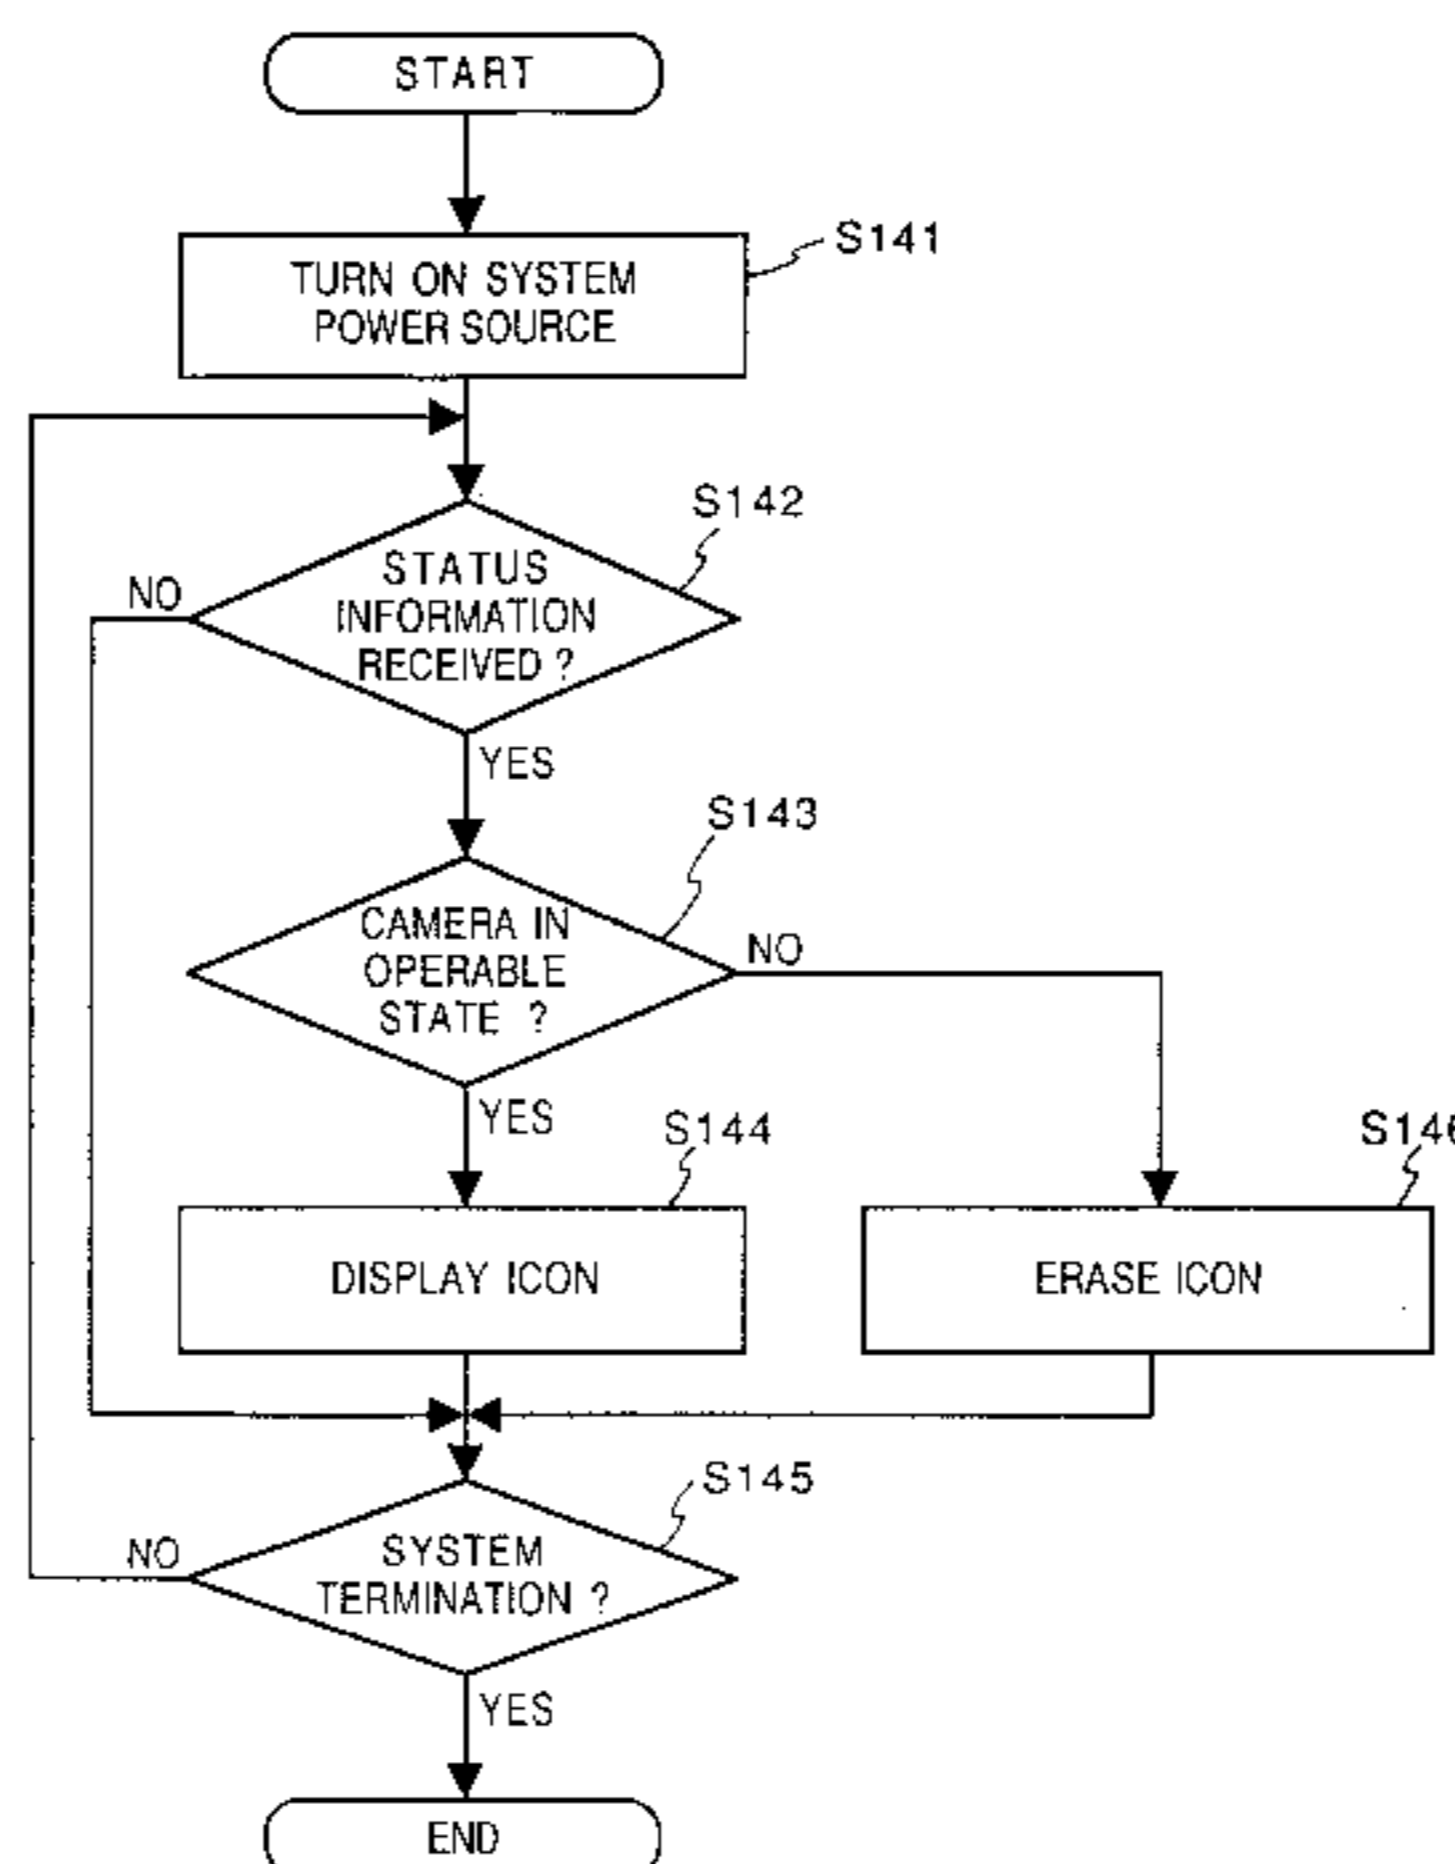 START
S141
TURN ON SYSTEM
POWER SOURCE
S142
STATUS
INFORMATION
RECEIVED ?
NO
YES
S143
CAMERA IN
OPERABLE
STATE ?
NO
YES
S144
DISPLAY ICON
S146
ERASE ICON
S145
SYSTEM
TERMINATION ?
NO
YES
END